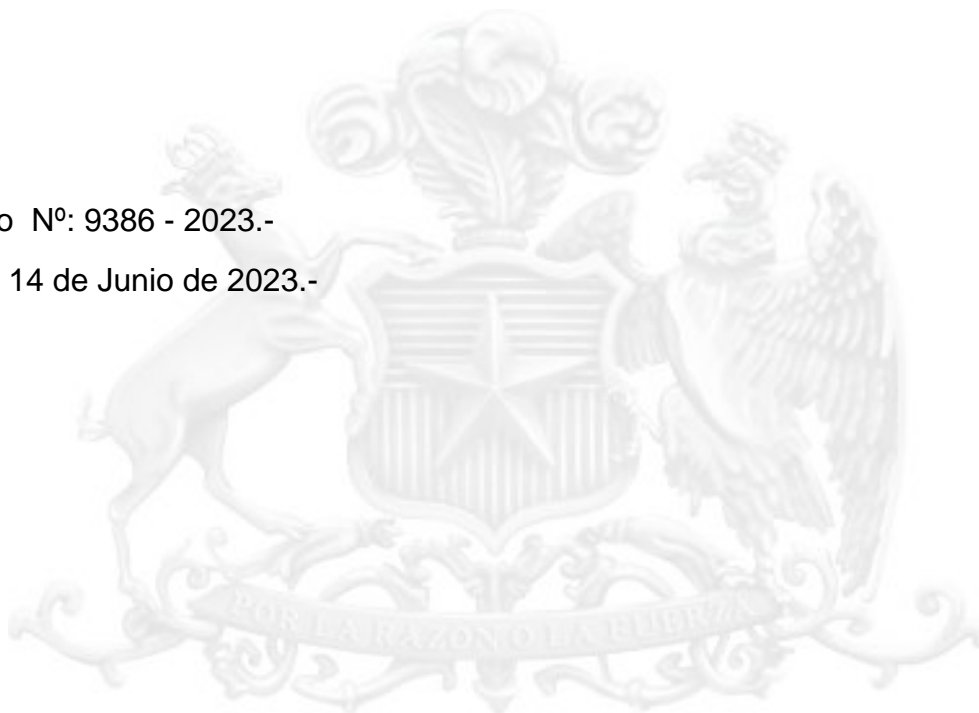 o Nº: 9386 - 2023.-
14 de Junio de 2023.-
POR LA RAZON O LA FUERZA